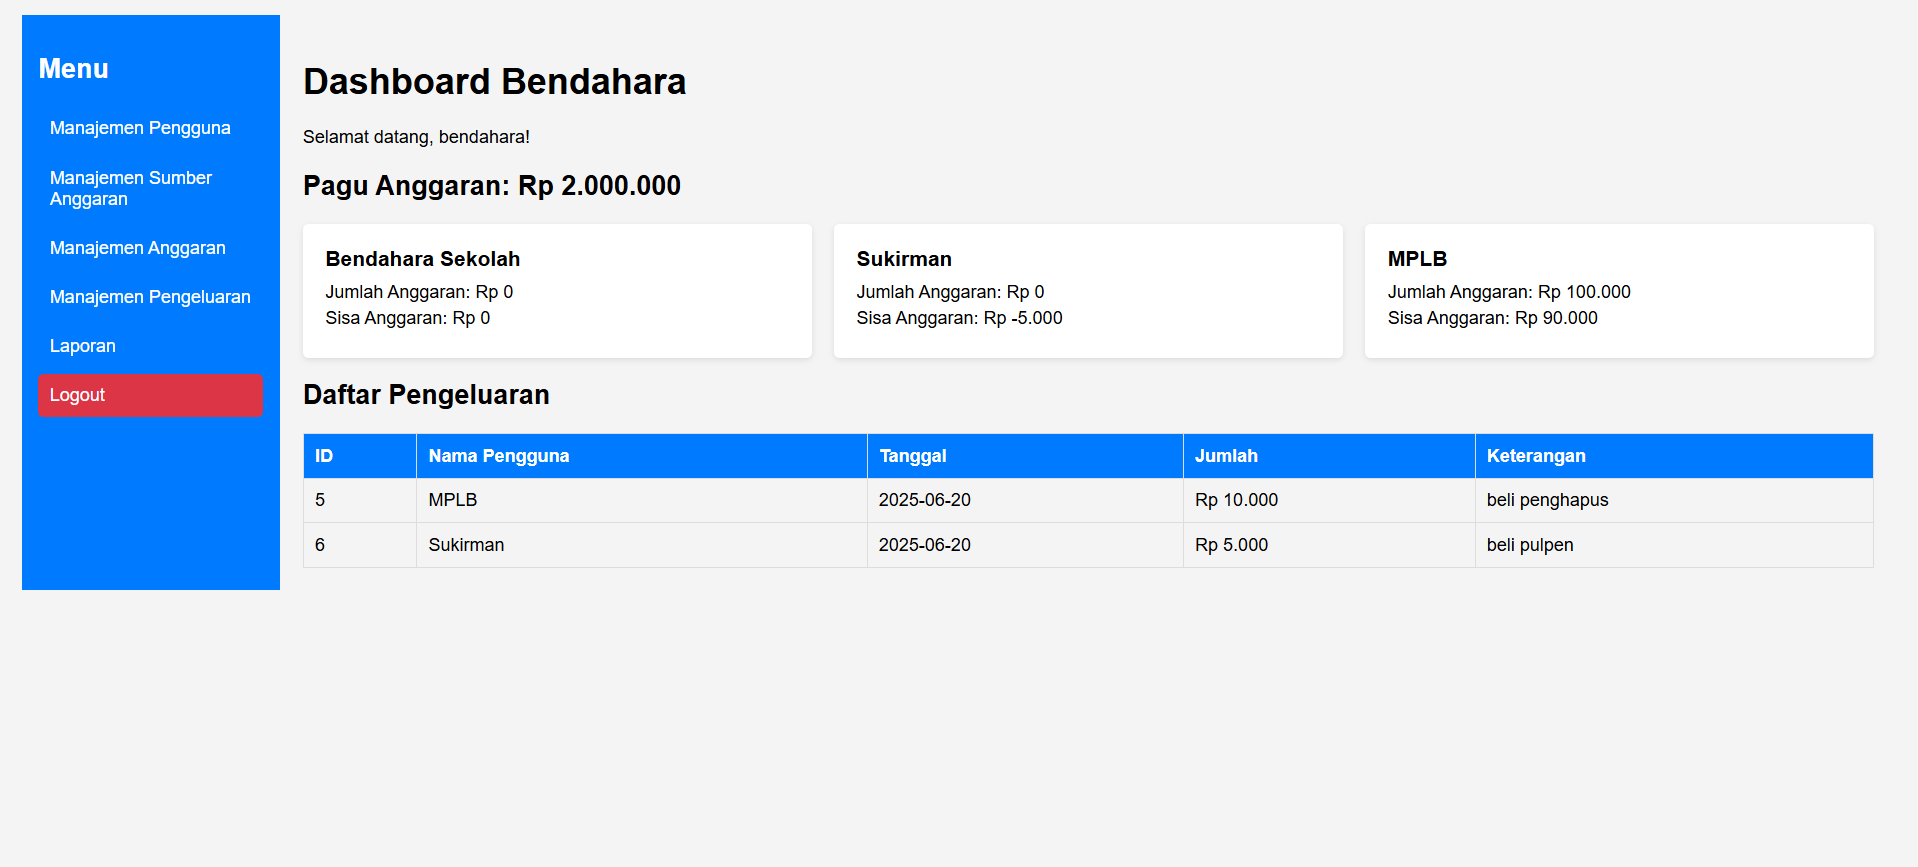 Menu
Manajemen Pengguna
Manajemen Sumber
Anggaran
Manajemen Anggaran
Manajemen Pengeluaran
Laporan
Logout
Dashboard Bendahara
Selamat datang, bendahara!
Pagu Anggaran: Rp 2.000.000
Bendahara Sekolah
Jumlah Anggaran: Rp 0
Sisa Anggaran: Rp 0
Sukirman
Jumlah Anggaran: Rp 0
Sisa Anggaran: Rp -5.000
MPLB
Jumlah Anggaran: Rp 100.000
Sisa Anggaran: Rp 90.000
Daftar Pengeluaran
ID Nama Pengguna Tanggal Jumlah Keterangan
5 MPLB 2025-06-20 Rp 10.000 beli penghapus
6 Sukirman 2025-06-20 Rp 5.000 beli pulpen